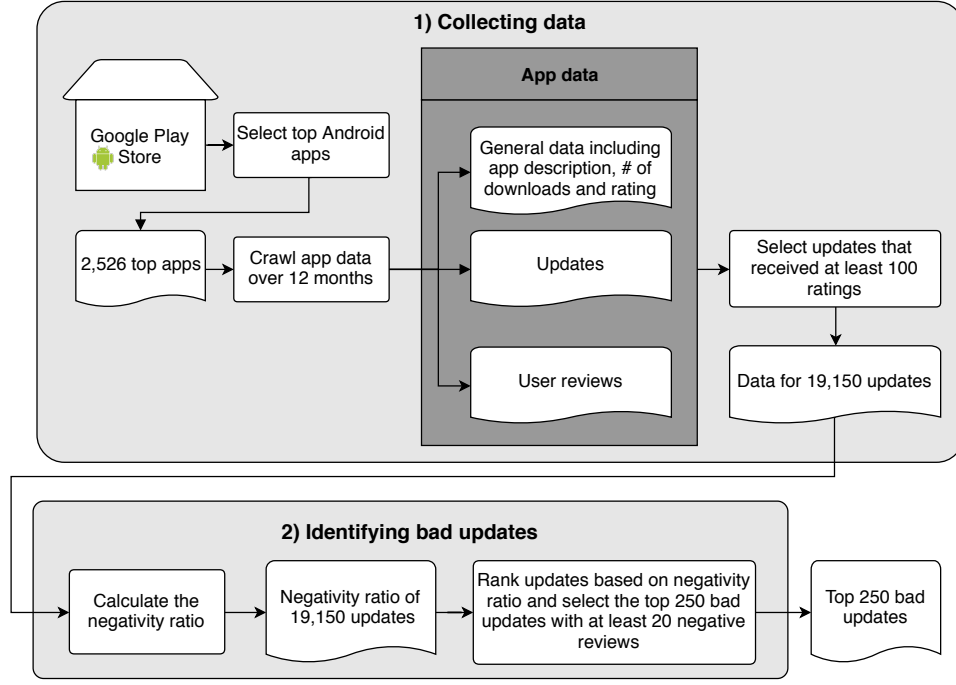 1) Collecting data
App data
Google Play
Store
Select top Android
apps
General data including
app description, # of
downloads and rating
2,526 top apps
Crawl app data
over 12 months
Updates
Select updates that
received at least 100
ratings
User reviews
Data for 19,150 updates
2) Identifying bad updates
Calculate the
negativity ratio
Negativity ratio of
19,150 updates
Rank updates based on negativity
ratio and select the top 250 bad
updates with at least 20 negative
reviews
Top 250 bad
updates